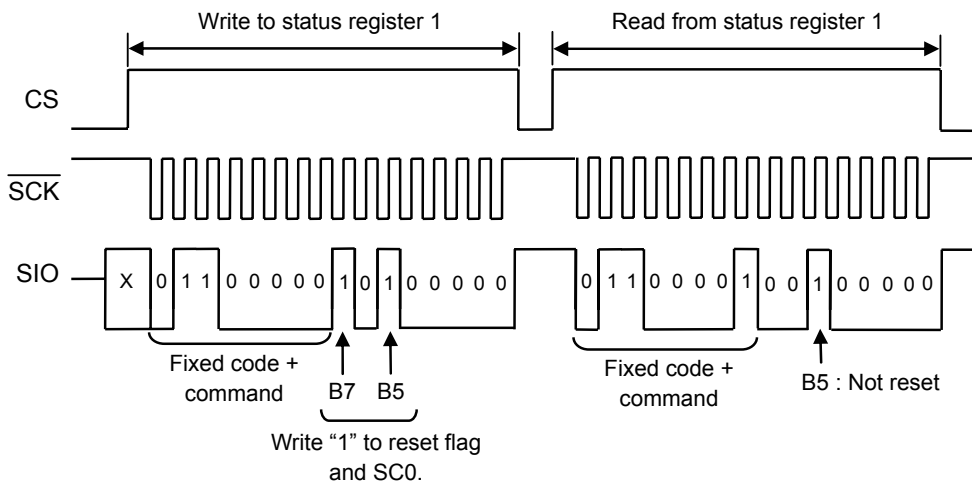 Write to status register 1
Read from status register 1
CS
SCK
SIO
X 0 1 1 0 0 0 0 0 1 0 1 0 0 0 0 0
0 1 1 0 0 0 0 1 0 0 1 0 0 0 0 0
Fixed code +
command
B7 B5
Write “1” to reset flag
and SC0.
Fixed code +
command
B5 : Not reset